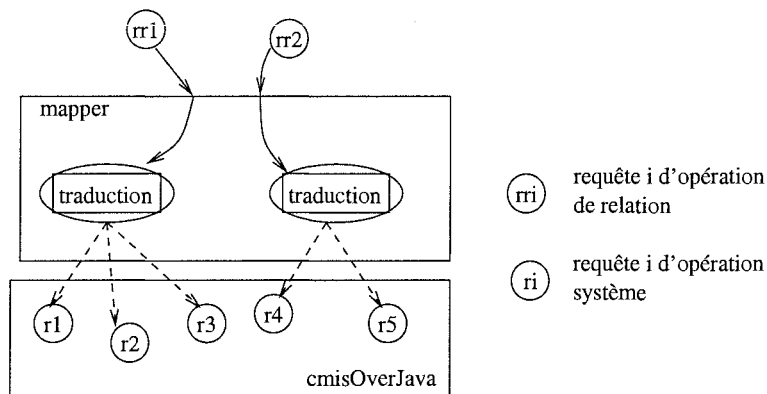 rr1
rr2
mapper
traduction
traduction
rri
requête i d'opération
de relation
ri
requête i d'opération
système
r1
r2
r3
r4
r5
cmisOverJava